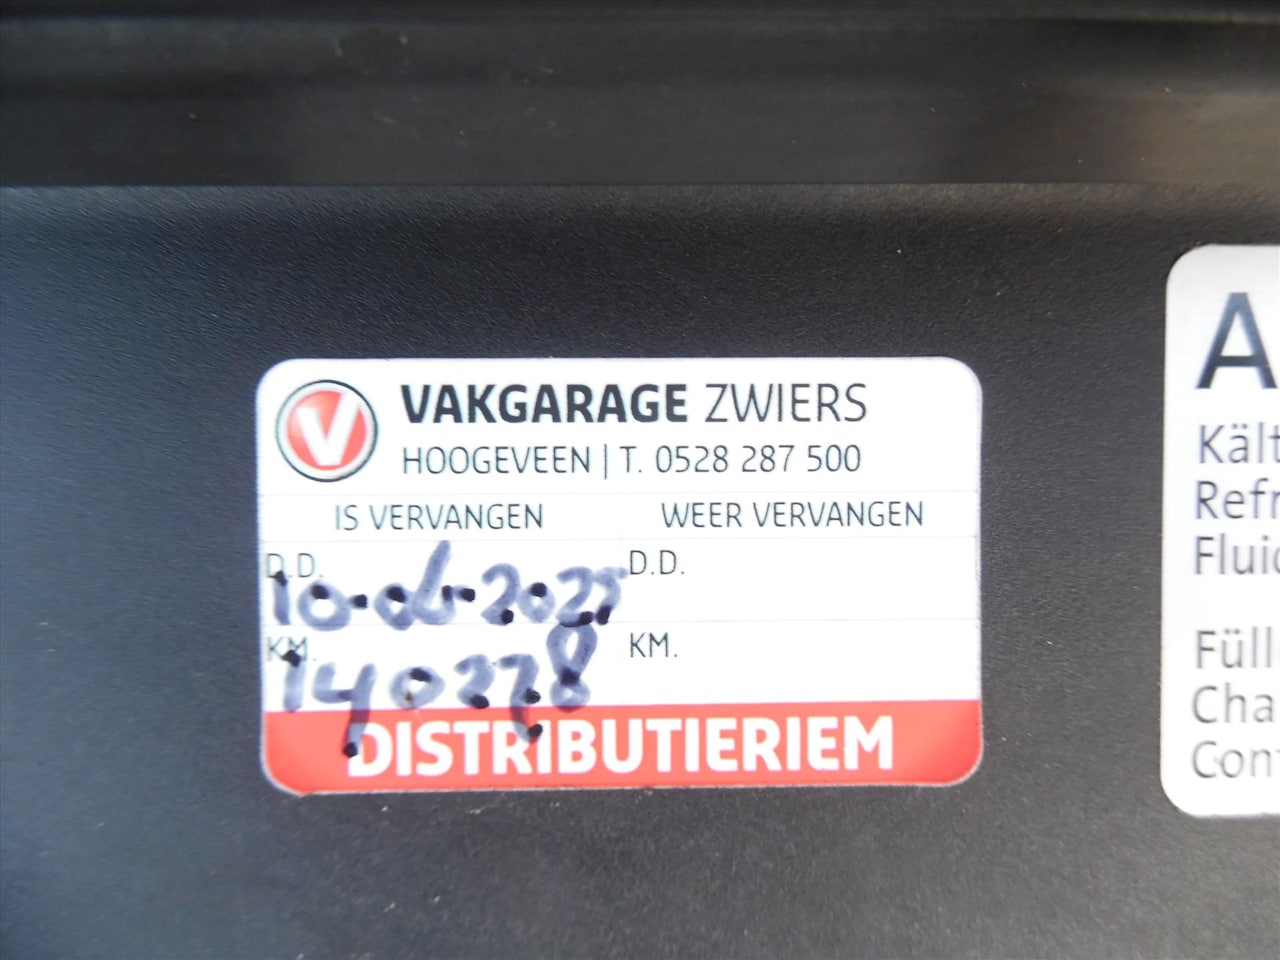 V
VAKGARAGE ZWIERS
HOOGEVEEN | T. 0528 287 500
IS VERVANGEN
WEER VERVANGEN
D.D.
10-06-2025
D.D.
KM.
140278
KM.
DISTRIBUTIERIEM
A
Kält
Refr
Fluid
Füll
Cha
Con